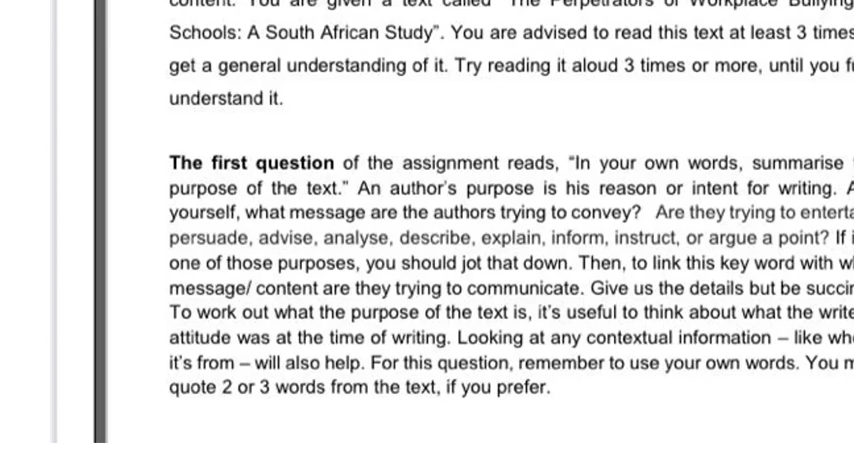 content. You are given a text called "The Perpetrators of Workplace Bullying
Schools: A South African Study". You are advised to read this text at least 3 times
get a general understanding of it. Try reading it aloud 3 times or more, until you
understand it.
The first question of the assignment reads, "In your own words, summarise
purpose of the text." An author's purpose is his reason or intent for writing.
yourself, what message are the authors trying to convey? Are they trying to
persuade, advise, analyse, describe, explain, inform, instruct, or argue a point? If
one of those purposes, you should jot that down. Then, to link this key word with
message/ content are they trying to communicate. Give us the details but be
To work out what the purpose of the text is, it's useful to think about what the
attitude was at the time of writing. Looking at any contextual information – like
it's from – will also help. For this question, remember to use your own words. You
quote 2 or 3 words from the text, if you prefer.